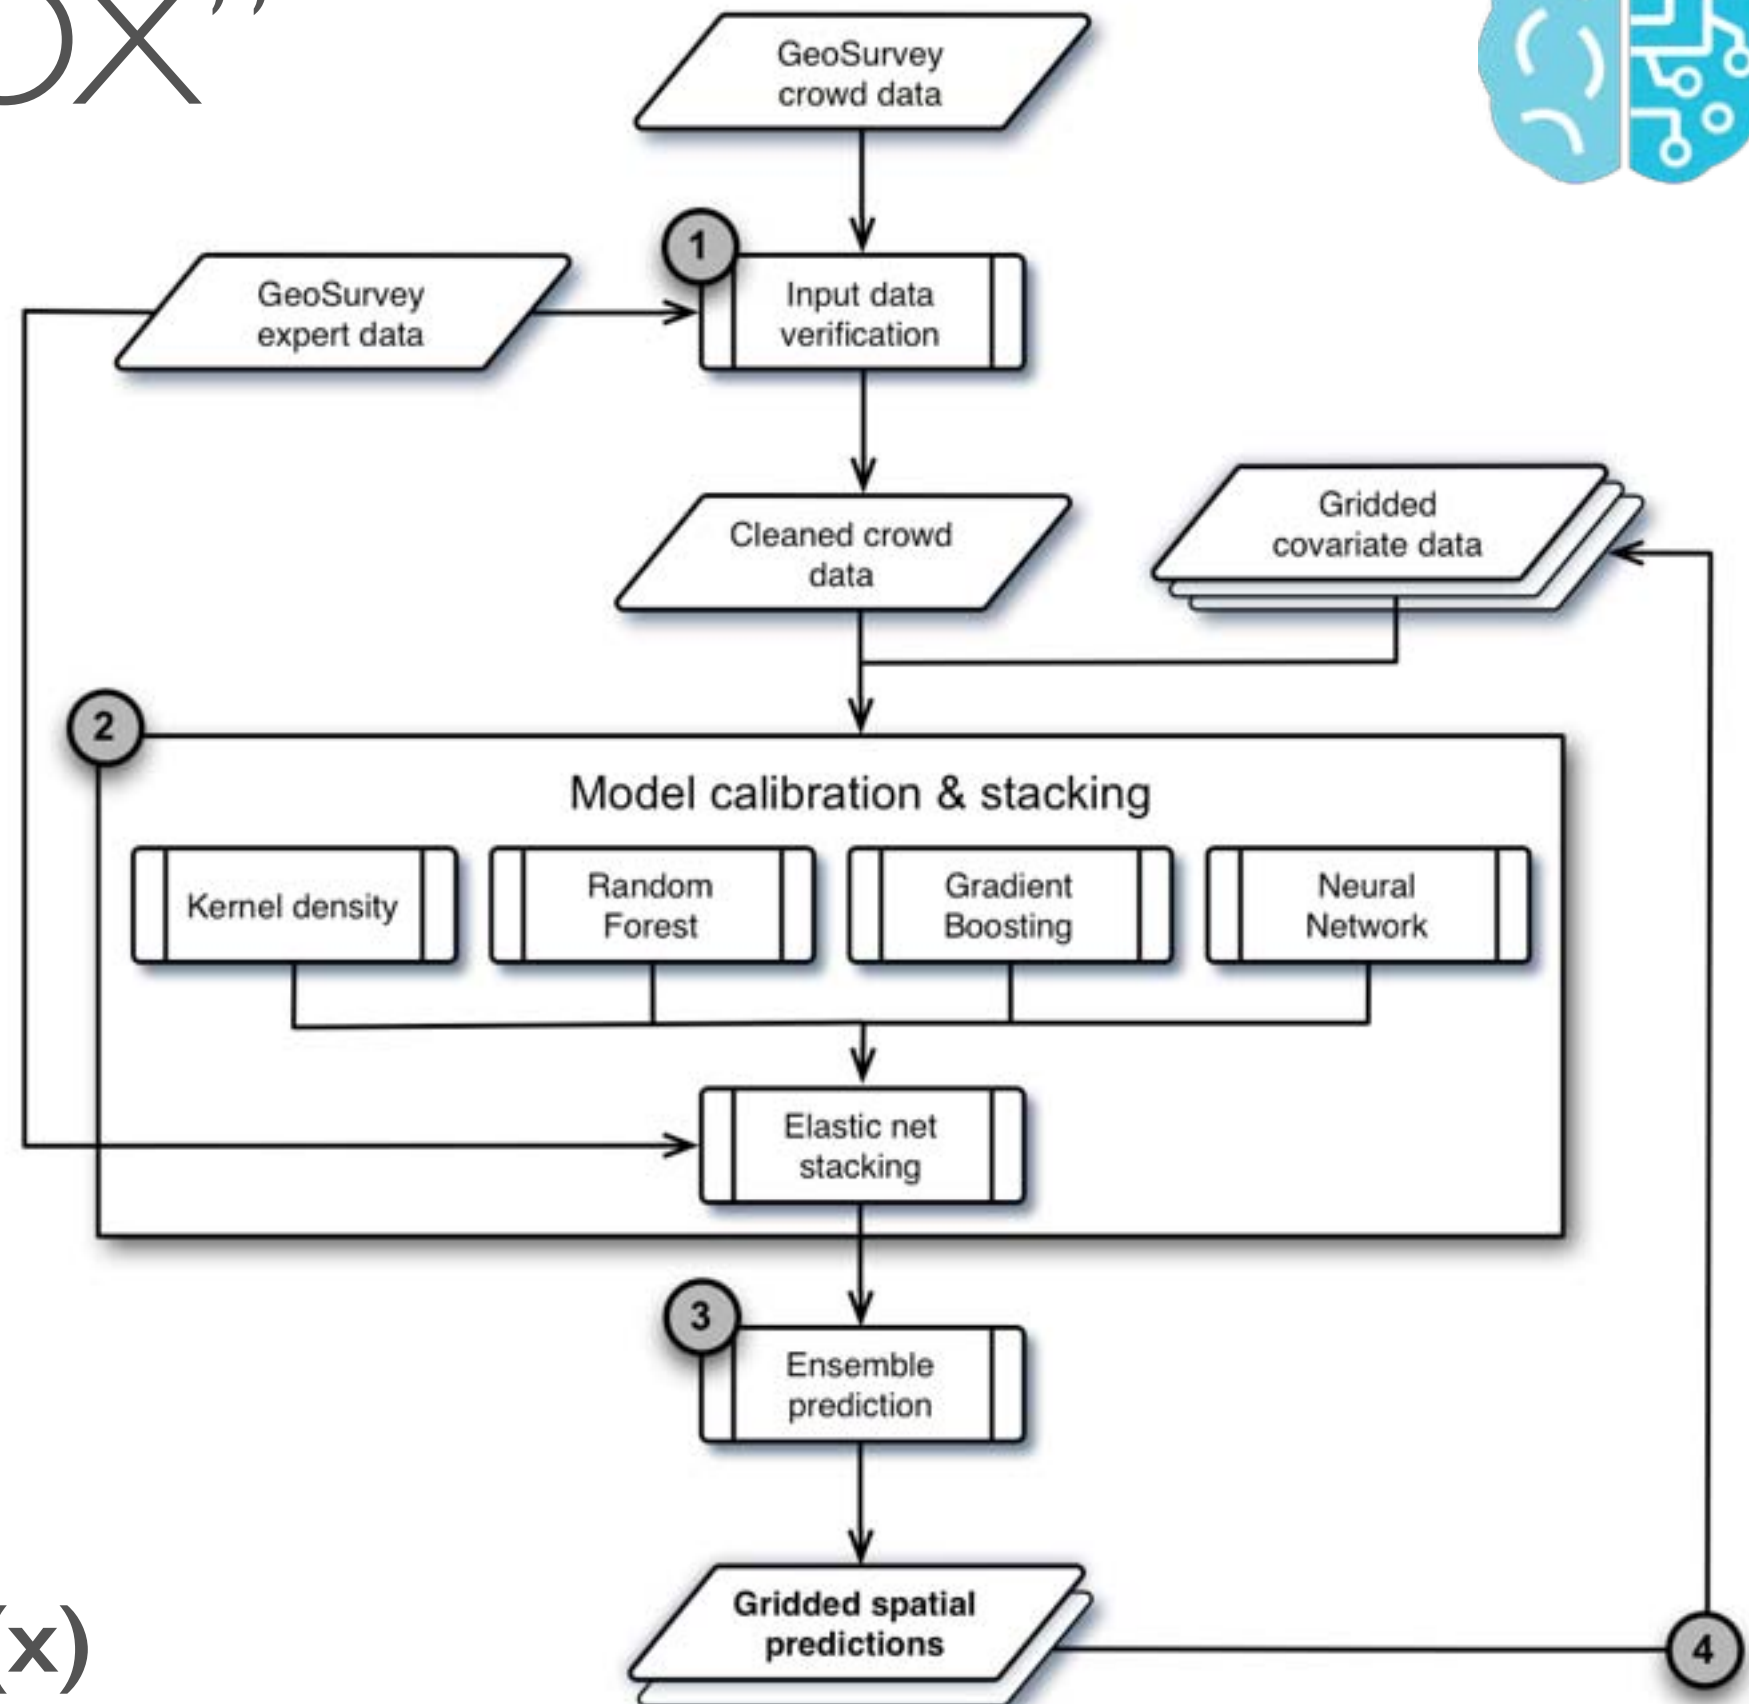 OX”
GeoSurvey
crowd data
1
GeoSurvey
expert data
Input data
verification
Cleaned crowd
data
Gridded
covariate data
2
Model calibration & stacking
Kernel density
Random
Forest
Gradient
Boosting
Neural
Network
Elastic net
stacking
3
Ensemble
prediction
Gridded spatial
predictions
(x)
4